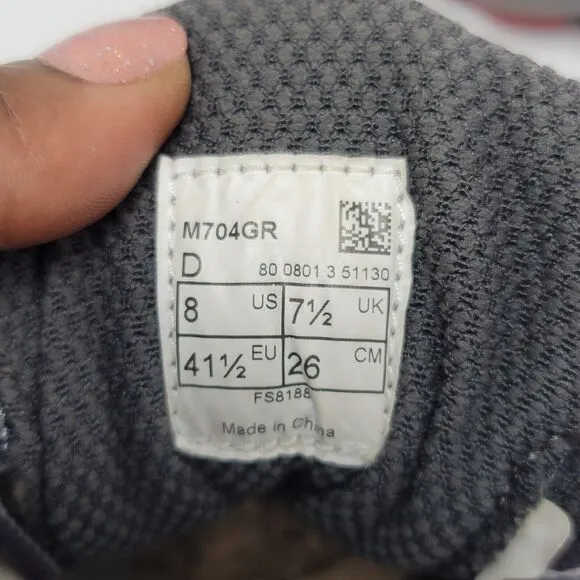 M704GR
D 80 0801 3 51130
8 US 7½ UK
41½ EU 26 CM
FS8188
Made in China